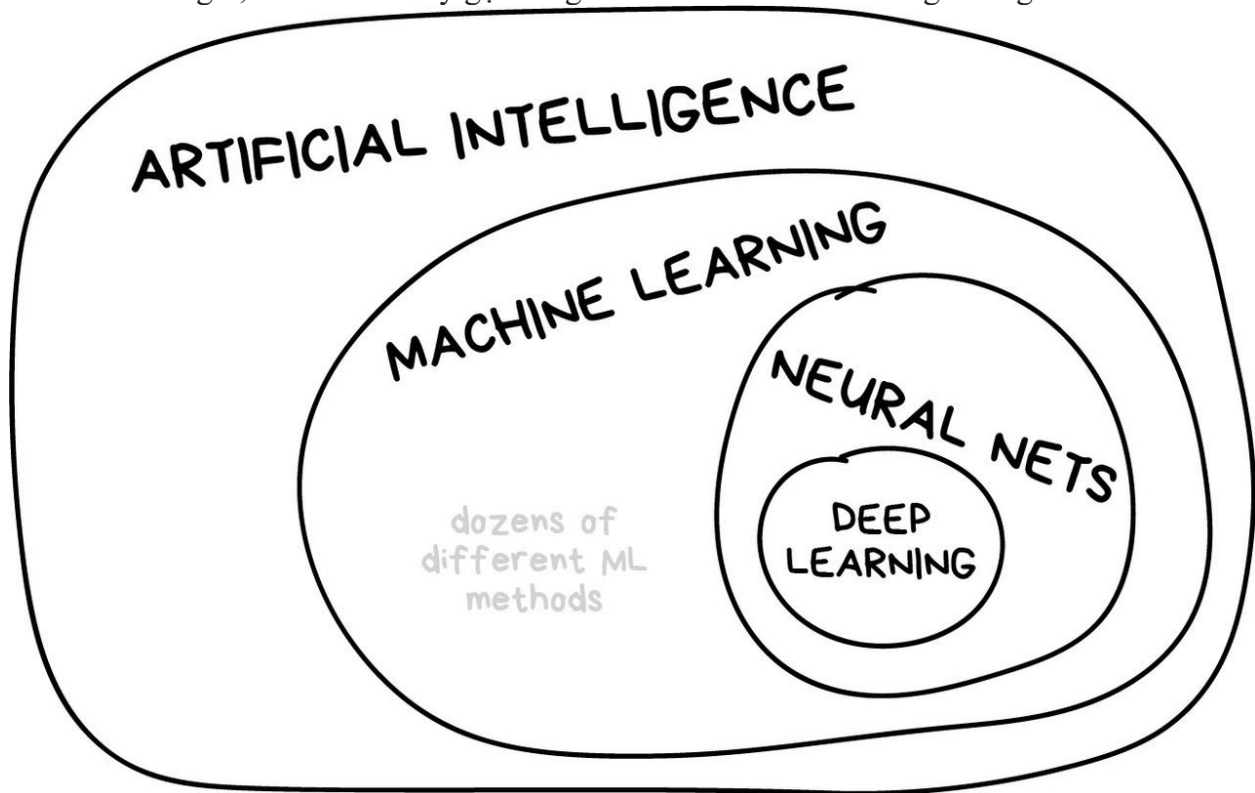 ARTIFICIAL INTELLIGENCE
MACHINE LEARNING
NEURAL NETS
DEEP
LEARNING
dozens of
different ML
methods